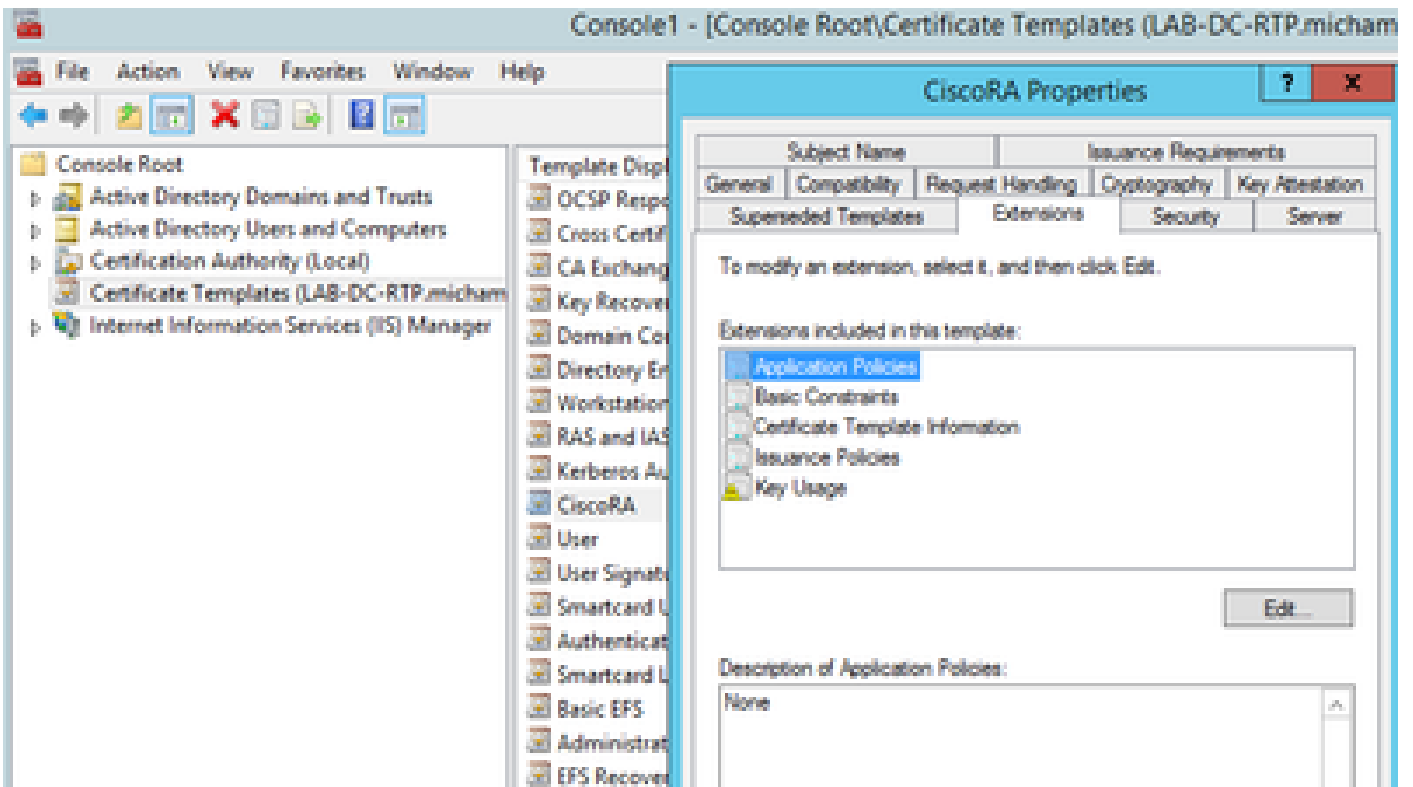 Console1 - [Console Root\Certificate Templates (LAB-DC-RTP.micham
File Action View Favorites Window Help
Console Root
Active Directory Domains and Trusts
Active Directory Users and Computers
Certification Authority (Local)
Certificate Templates (LAB-DC-RTP.micham
Internet Information Services (IIS) Manager
Template Displ
OCSP Respo
Cross Certif
CA Exchang
Key Recover
Domain Con
Directory Em
Workstation
RAS and IAS
Kerberos Au
CiscoRA
User
User Signatu
Smartcard U
Authenticat
Smartcard L
Basic EFS
Administrat
EFS Recover
CiscoRA Properties ? x
Subject Name Issuance Requirements
General Compatibility Request Handling Cryptography Key Attestation
Superseded Templates Extensions Security Server
To modify an extension, select it, and then click Edit.
Extensions included in this template:
Application Policies
Basic Constraints
Certificate Template Information
Issuance Policies
Key Usage
Edit...
Description of Application Policies:
None